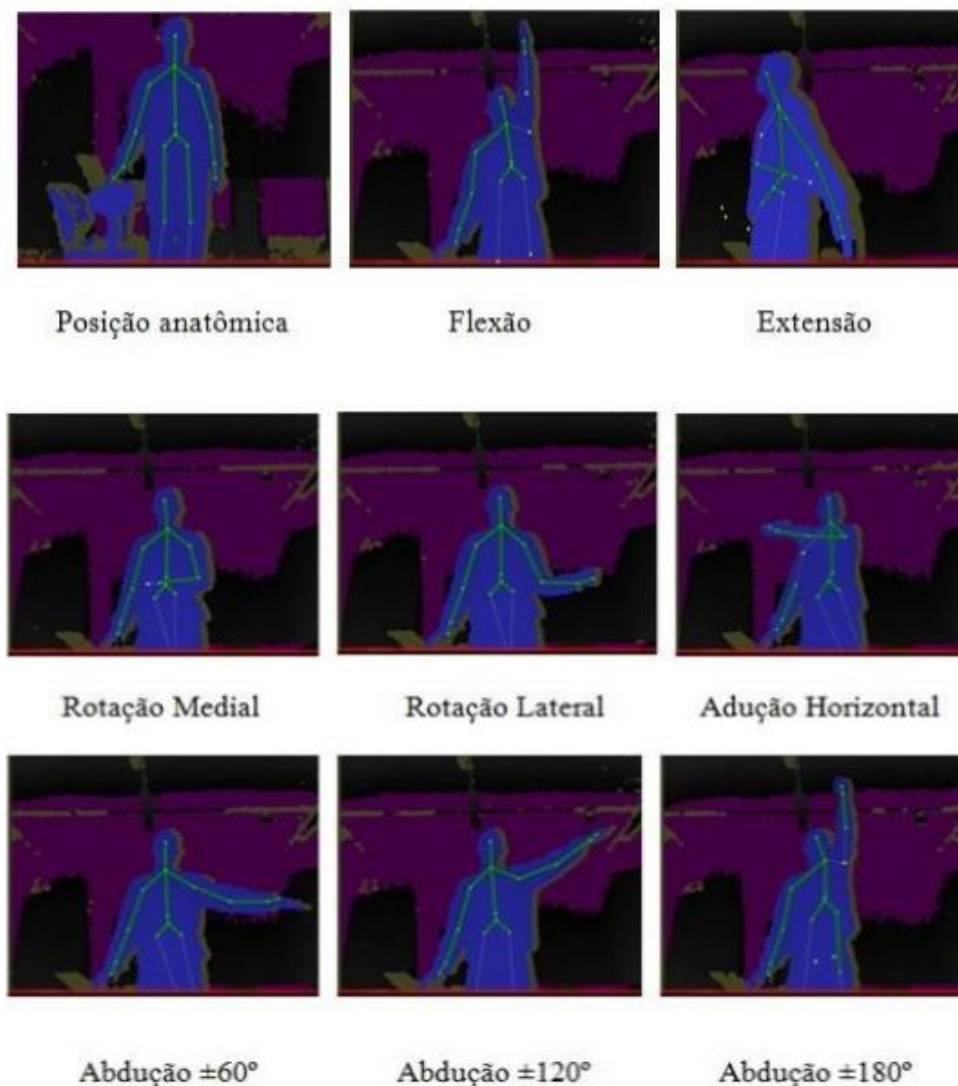 Posição anatômica
Flexão
Extensão
Rotação Medial
Rotação Lateral
Adução Horizontal
Abdução ±60º
Abdução ±120º
Abdução ±180º